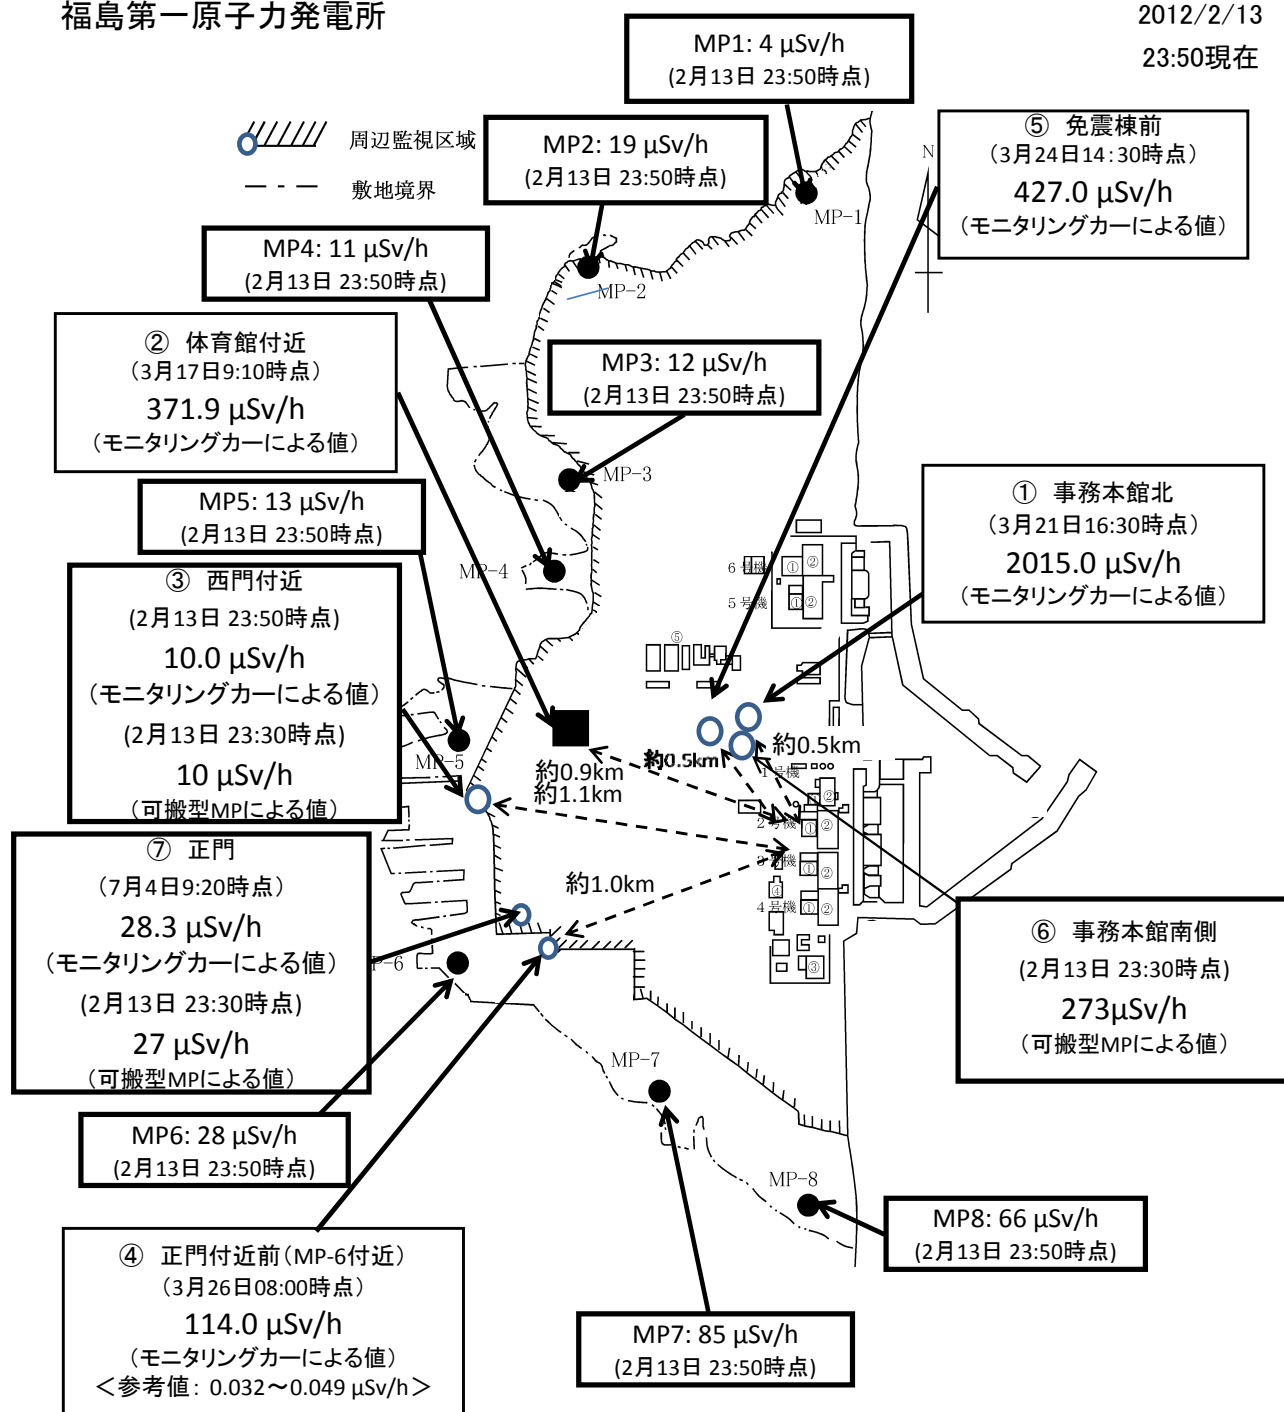 福島第一原子力発電所
2012/2/13
23:50現在
周辺監視区域
敷地境界
MP1: 4 μSv/h
(2月13日 23:50時点)
MP2: 19 μSv/h
(2月13日 23:50時点)
⑤ 免震棟前
(3月24日14:30時点)
427.0 μSv/h
(モニタリングカーによる値)
N
MP-1
MP4: 11 μSv/h
(2月13日 23:50時点)
MP-2
② 体育館付近
(3月17日9:10時点)
371.9 μSv/h
(モニタリングカーによる値)
MP3: 12 μSv/h
(2月13日 23:50時点)
MP-3
MP5: 13 μSv/h
(2月13日 23:50時点)
① 事務本館北
(3月21日16:30時点)
2015.0 μSv/h
(モニタリングカーによる値)
MP-4
6号機
① ②
5号機
① ②
⑤
③ 西門付近
(2月13日 23:50時点)
10.0 μSv/h
(モニタリングカーによる値)
(2月13日 23:30時点)
10 μSv/h
(可搬型MPによる値)
MP-5
約0.9km
約1.1km
約0.5km
約0.5km
1号機
②
2号機
① ②
3号機
① ②
④
4号機
① ②
③
約1.0km
⑦ 正門
(7月4日9:20時点)
28.3 μSv/h
(モニタリングカーによる値)
(2月13日 23:30時点)
27 μSv/h
(可搬型MPによる値)
P-6
⑥ 事務本館南側
(2月13日 23:30時点)
273μSv/h
(可搬型MPによる値)
MP-7
MP6: 28 μSv/h
(2月13日 23:50時点)
MP-8
MP8: 66 μSv/h
(2月13日 23:50時点)
④ 正門付近前(MP-6付近)
(3月26日08:00時点)
114.0 μSv/h
(モニタリングカーによる値)
<参考値: 0.032～0.049 μSv/h>
MP7: 85 μSv/h
(2月13日 23:50時点)